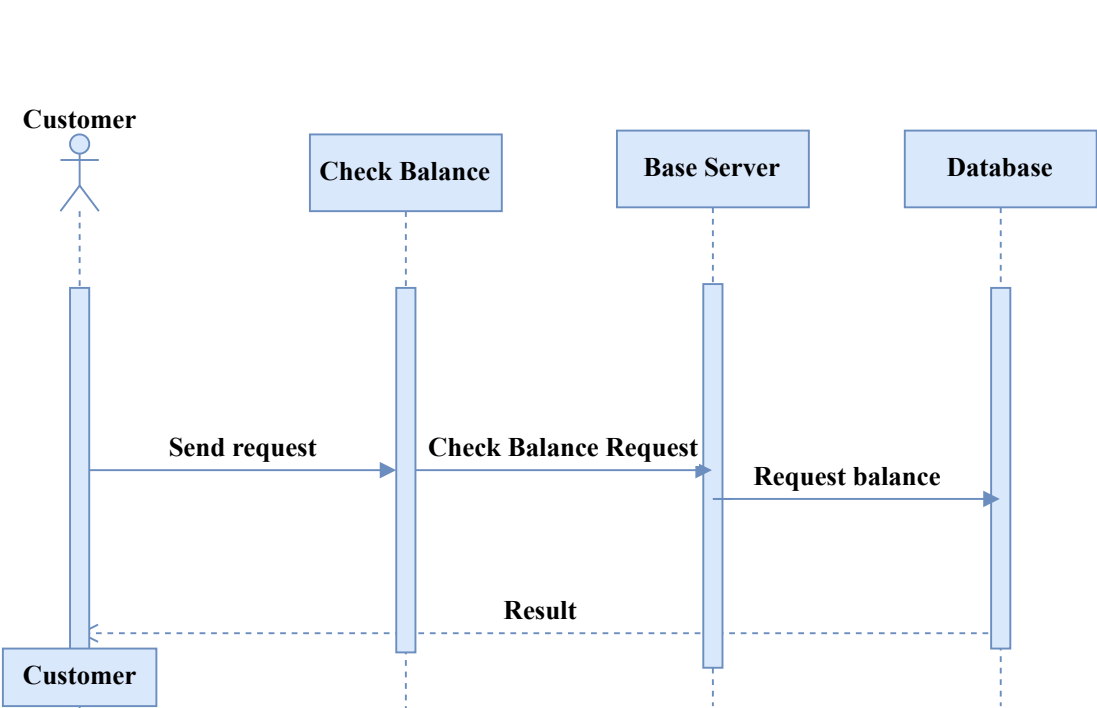 Customer
Check Balance
Base Server
Database
Send request
Check Balance Request
Request balance
Result
Customer